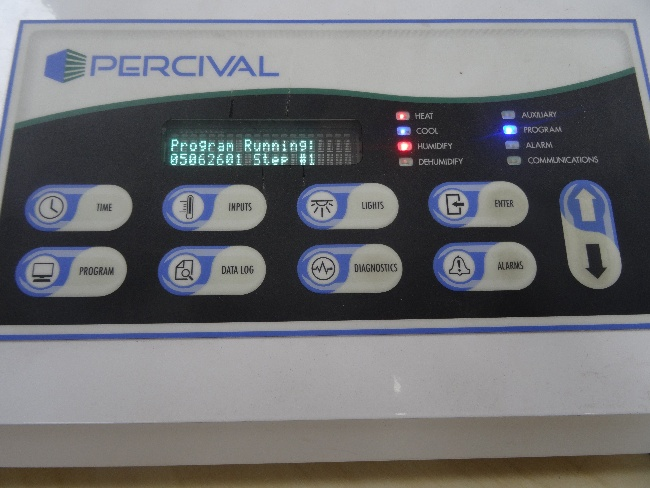 PERCIVAL
Program Running:
05062601 Step #1
HEAT
COOL
HUMIDIFY
DEHUMIDIFY
AUXILIARY
PROGRAM
ALARM
COMMUNICATIONS
TIME
INPUTS
LIGHTS
ENTER
PROGRAM
DATA LOG
DIAGNOSTICS
ALARMS